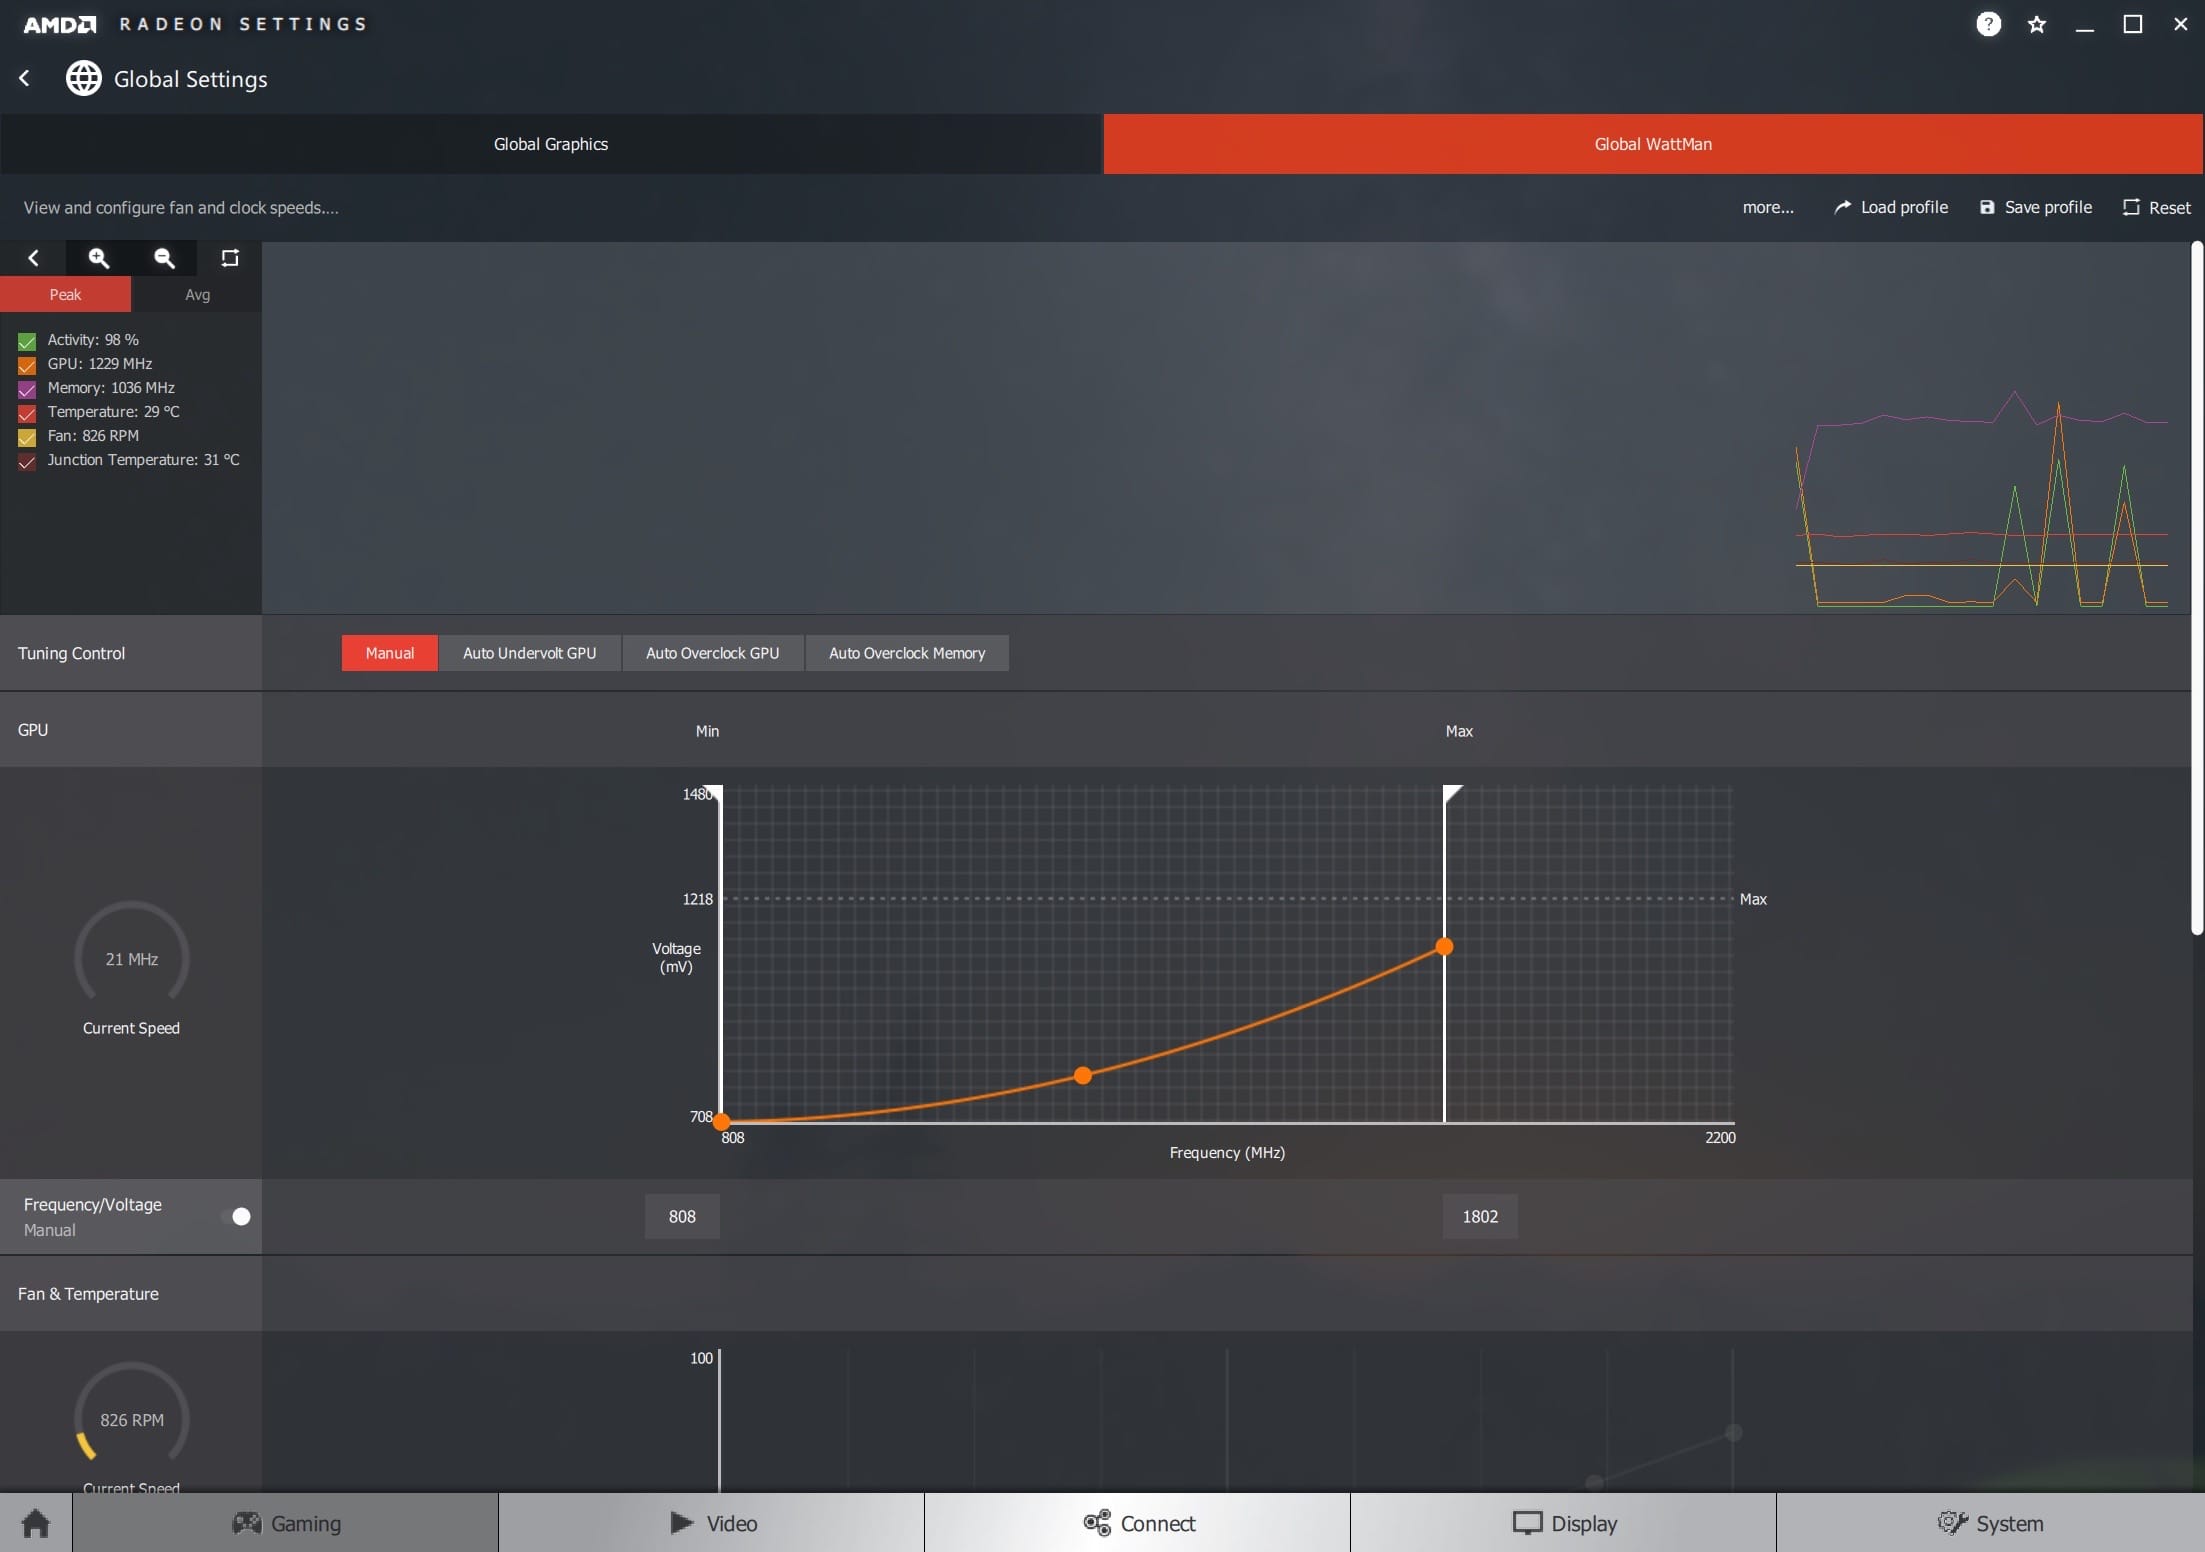 AMD RADEON SETTINGS
Global Settings
Global Graphics
Global WattMan
View and configure fan and clock speeds....
more...
Load profile
Save profile
Reset
Peak
Avg
Activity: 98 %
GPU: 1229 MHz
Memory: 1036 MHz
Temperature: 29 °C
Fan: 826 RPM
Junction Temperature: 31 °C
Tuning Control
Manual
Auto Undervolt GPU
Auto Overclock GPU
Auto Overclock Memory
GPU
Min
Max
1480
1218
Max
Voltage
(mV)
21 MHz
Current Speed
708
808
2200
Frequency (MHz)
Frequency/Voltage
Manual
808
1802
Fan & Temperature
100
826 RPM
Current Speed
Gaming
Video
Connect
Display
System